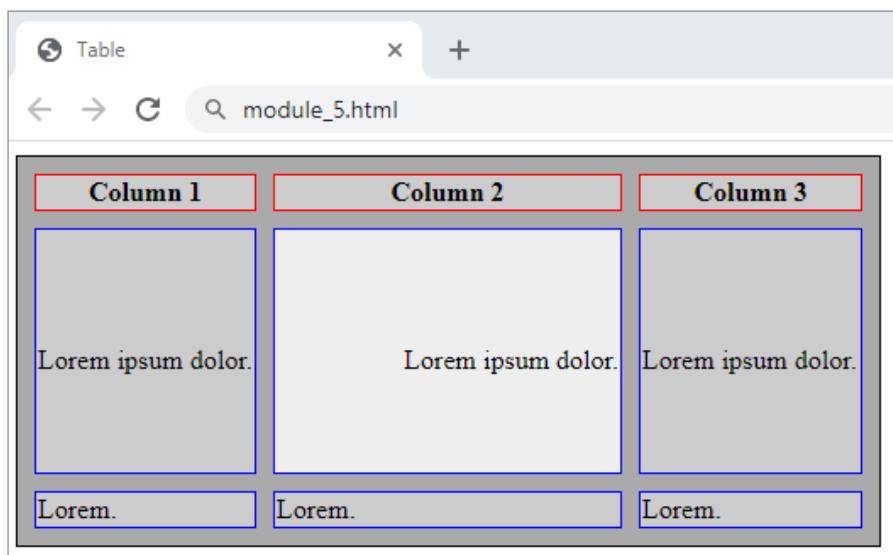 Table
module_5.html
Column 1 Column 2 Column 3
Lorem ipsum dolor. Lorem ipsum dolor. Lorem ipsum dolor.
Lorem. Lorem. Lorem.